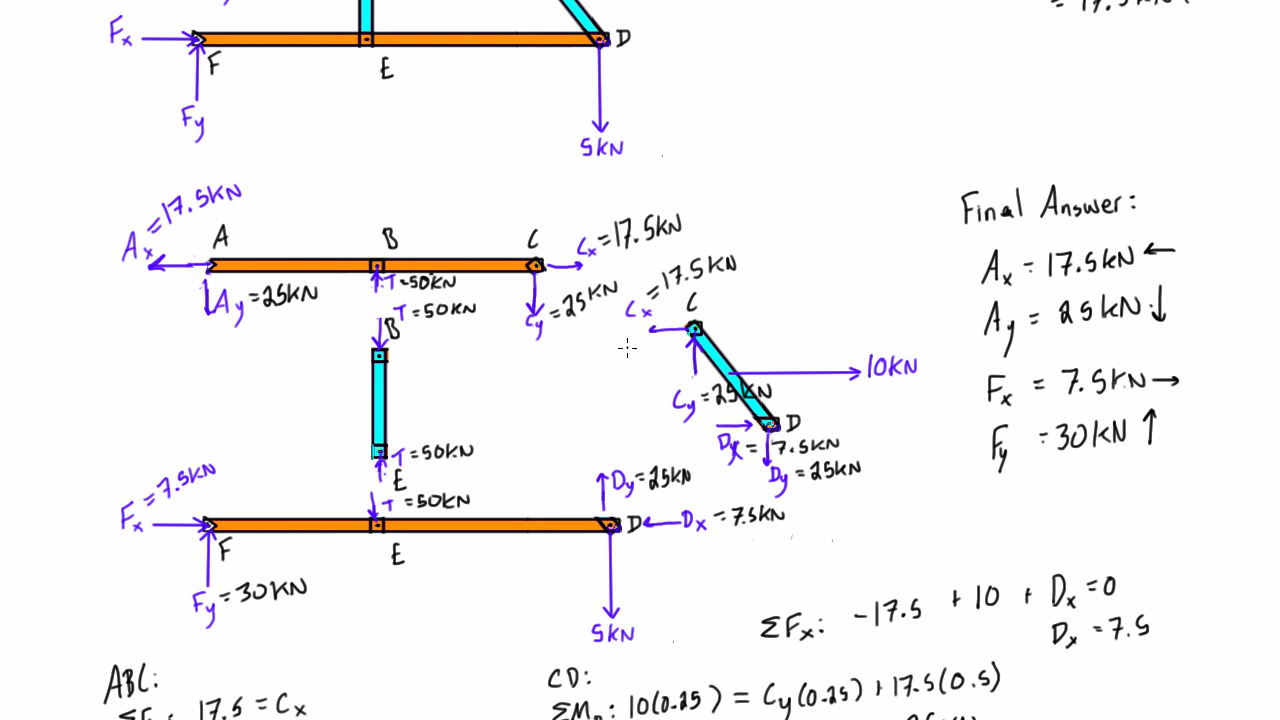 = 17.5kN
Fx
F
E
D
Fy
5kN
Ax = 17.5kN
A
B
C
Cx = 17.5kN
Ay = 25kN
T = 50kN
Cy = 25kN
T = 50kN
B
Cx = 17.5kN
C
10kN
Cy = 25kN
D
Dx = 7.5kN
Dy = 25kN
T = 50kN
E
T = 50kN
Fx = 7.5kN
Dy = 25kN
D
Dx = 7.5kN
F
E
Fy = 30kN
5kN
Final Answer:
Ax = 17.5kN ←
Ay = 25kN ↓
Fx = 7.5kN →
Fy = 30kN ↑
ΣFx: -17.5 + 10 + Dx = 0
Dx = 7.5
ABC:
17.5 = Cx
CD:
10(0.25) = Cy(0.25) + 17.5(0.5)